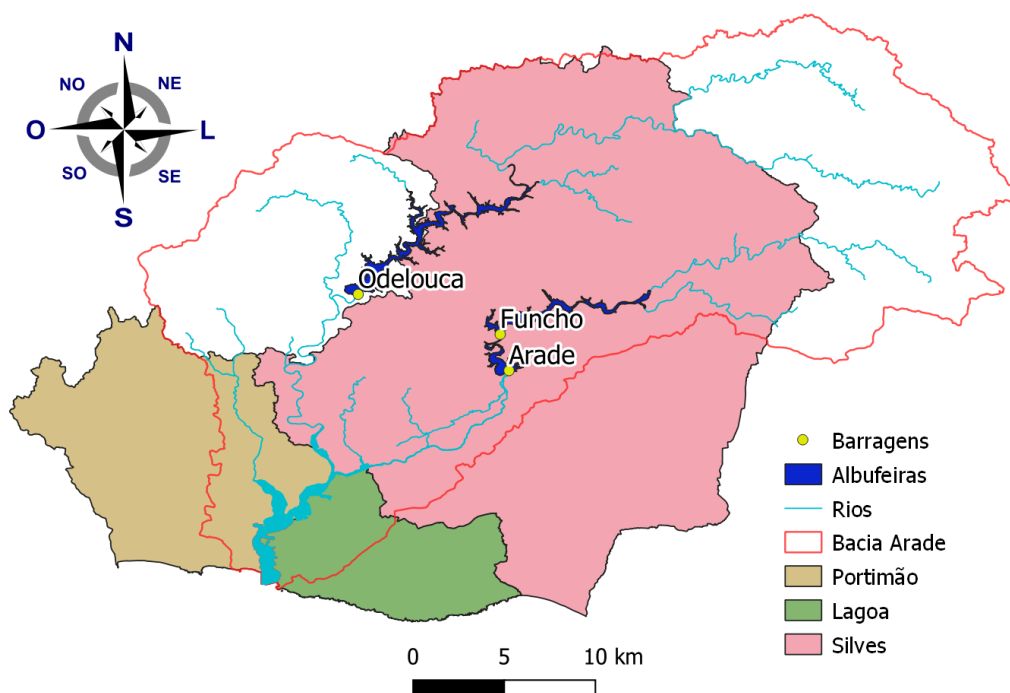 N
NO
NE
O
L
SO
SE
S
Odelouca
Funcho
Arade
Barragens
Albufeiras
Rios
Bacia Arade
Portimão
Lagoa
Silves
0 5 10 km